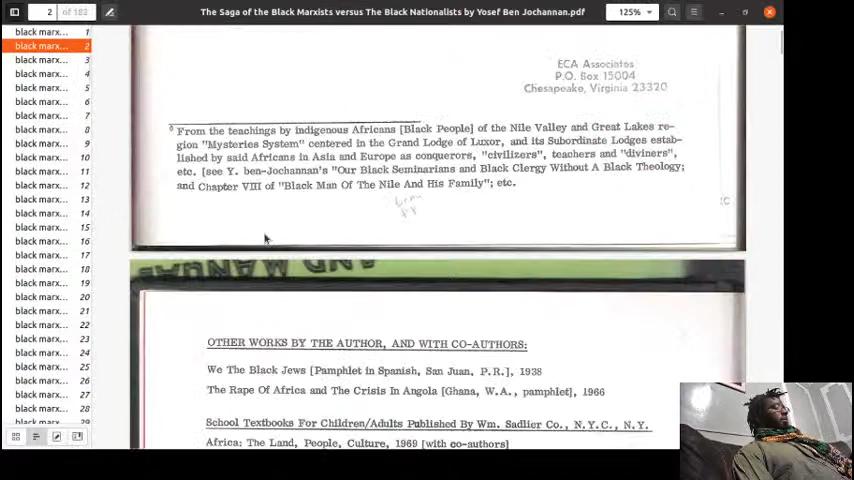 The Saga of the Black Marxists versus The Black Nationalists by Yosef Ben Jochannan.pdf
2 of 182
125%
black marx... 1
black marx... 2
black marx... 3
black marx... 4
black marx... 5
black marx... 6
black marx... 7
black marx... 8
black marx... 9
black marx... 10
black marx... 11
black marx... 12
black marx... 13
black marx... 14
black marx... 15
black marx... 16
black marx... 17
black marx... 18
black marx... 19
black marx... 20
black marx... 21
black marx... 22
black marx... 23
black marx... 24
black marx... 25
black marx... 26
black marx... 27
black marx... 28
ECA Associates
P.O. Box 15004
Chesapeake, Virginia 23320
From the teachings by indigenous Africans [Black People] of the Nile Valley and Great Lakes re-
gion "Mysteries System" centered in the Grand Lodge of Luxor, and its Subordinate Lodges estab-
lished by said Africans in Asia and Europe as conquerors, "civilizers", teachers and "diviners",
etc. [see Y. ben-Jochannan's "Our Black Seminarians and Black Clergy Without A Black Theology;
and Chapter VIII of "Black Man Of The Nile And His Family"; etc.
AND
OTHER WORKS BY THE AUTHOR, AND WITH CO-AUTHORS:
We The Black Jews [Pamphlet in Spanish, San Juan, P.R.], 1938
The Rape Of Africa and The Crisis In Angola [Ghana, W.A., pamphlet], 1966
School Textbooks For Children/Adults Published By Wm. Sadlier Co., N.Y.C., N.Y.
Africa: The Land, People, Culture, 1969 [with co-authors]